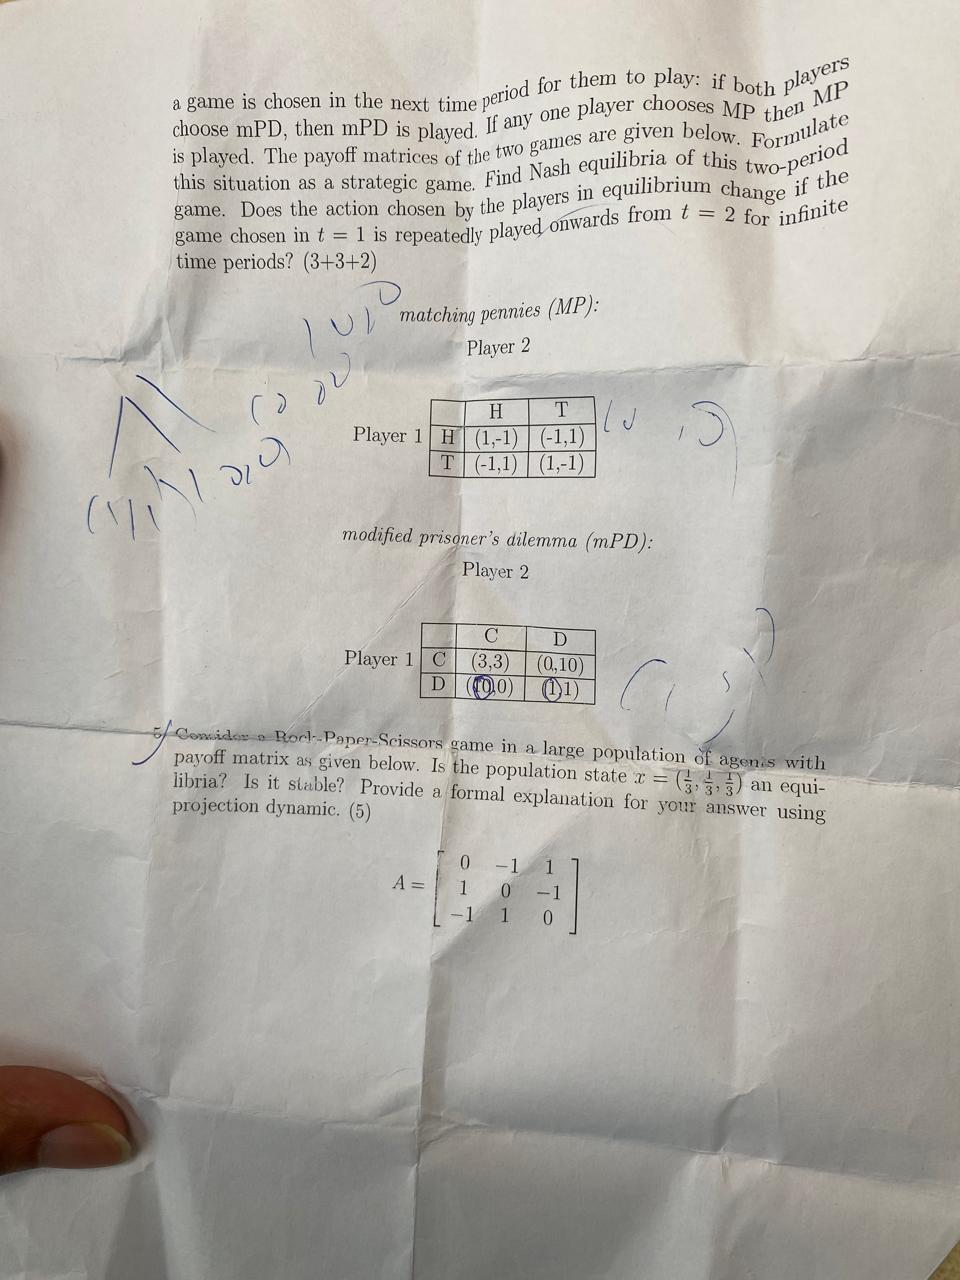 a game is chosen in the next time period for them to play: if both players
choose mPD, then mPD is played. If any one player chooses MP then MP
is played. The payoff matrices of the two games are given below. Formulate
this situation as a strategic game. Find Nash equilibria of this two-period
game. Does the action chosen by the players in equilibrium change if the
game chosen in t = 1 is repeatedly played onwards from t = 2 for infinite
time periods? (3+3+2)
matching pennies (MP):
Player 2
H T
Player 1 H (1,-1) (-1,1)
T (-1,1) (1,-1)
modified prisoner's dilemma (mPD):
Player 2
C D
Player 1 C (3,3) (0,10)
D (10,0) (1,1)
5. Consider a Rock-Paper-Scissors game in a large population of agents with
payoff matrix as given below. Is the population state x = (1/3, 1/3, 1/3) an equi-
libria? Is it stable? Provide a formal explanation for your answer using
projection dynamic. (5)
A = [ 0 −1 1
1 0 −1
−1 1 0 ]